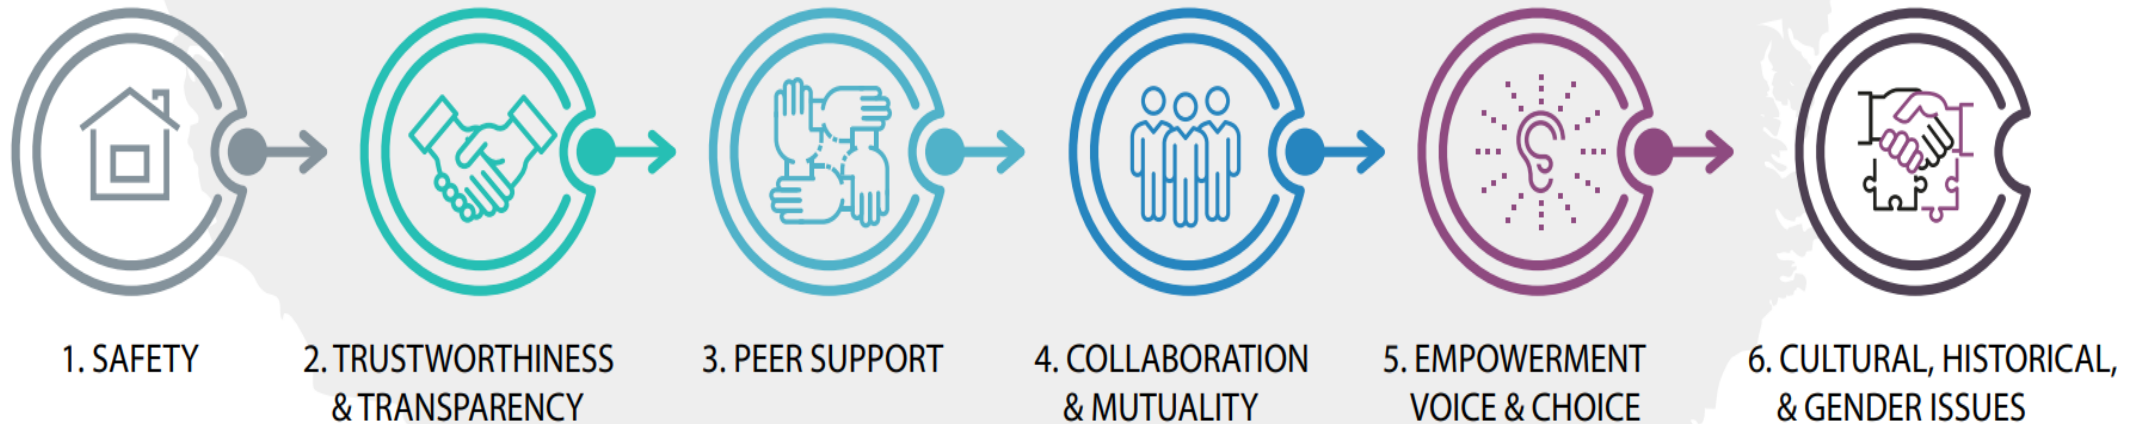 1. SAFETY
2. TRUSTWORTHINESS
& TRANSPARENCY
3. PEER SUPPORT
4. COLLABORATION
& MUTUALITY
5. EMPOWERMENT
VOICE & CHOICE
6. CULTURAL, HISTORICAL,
& GENDER ISSUES